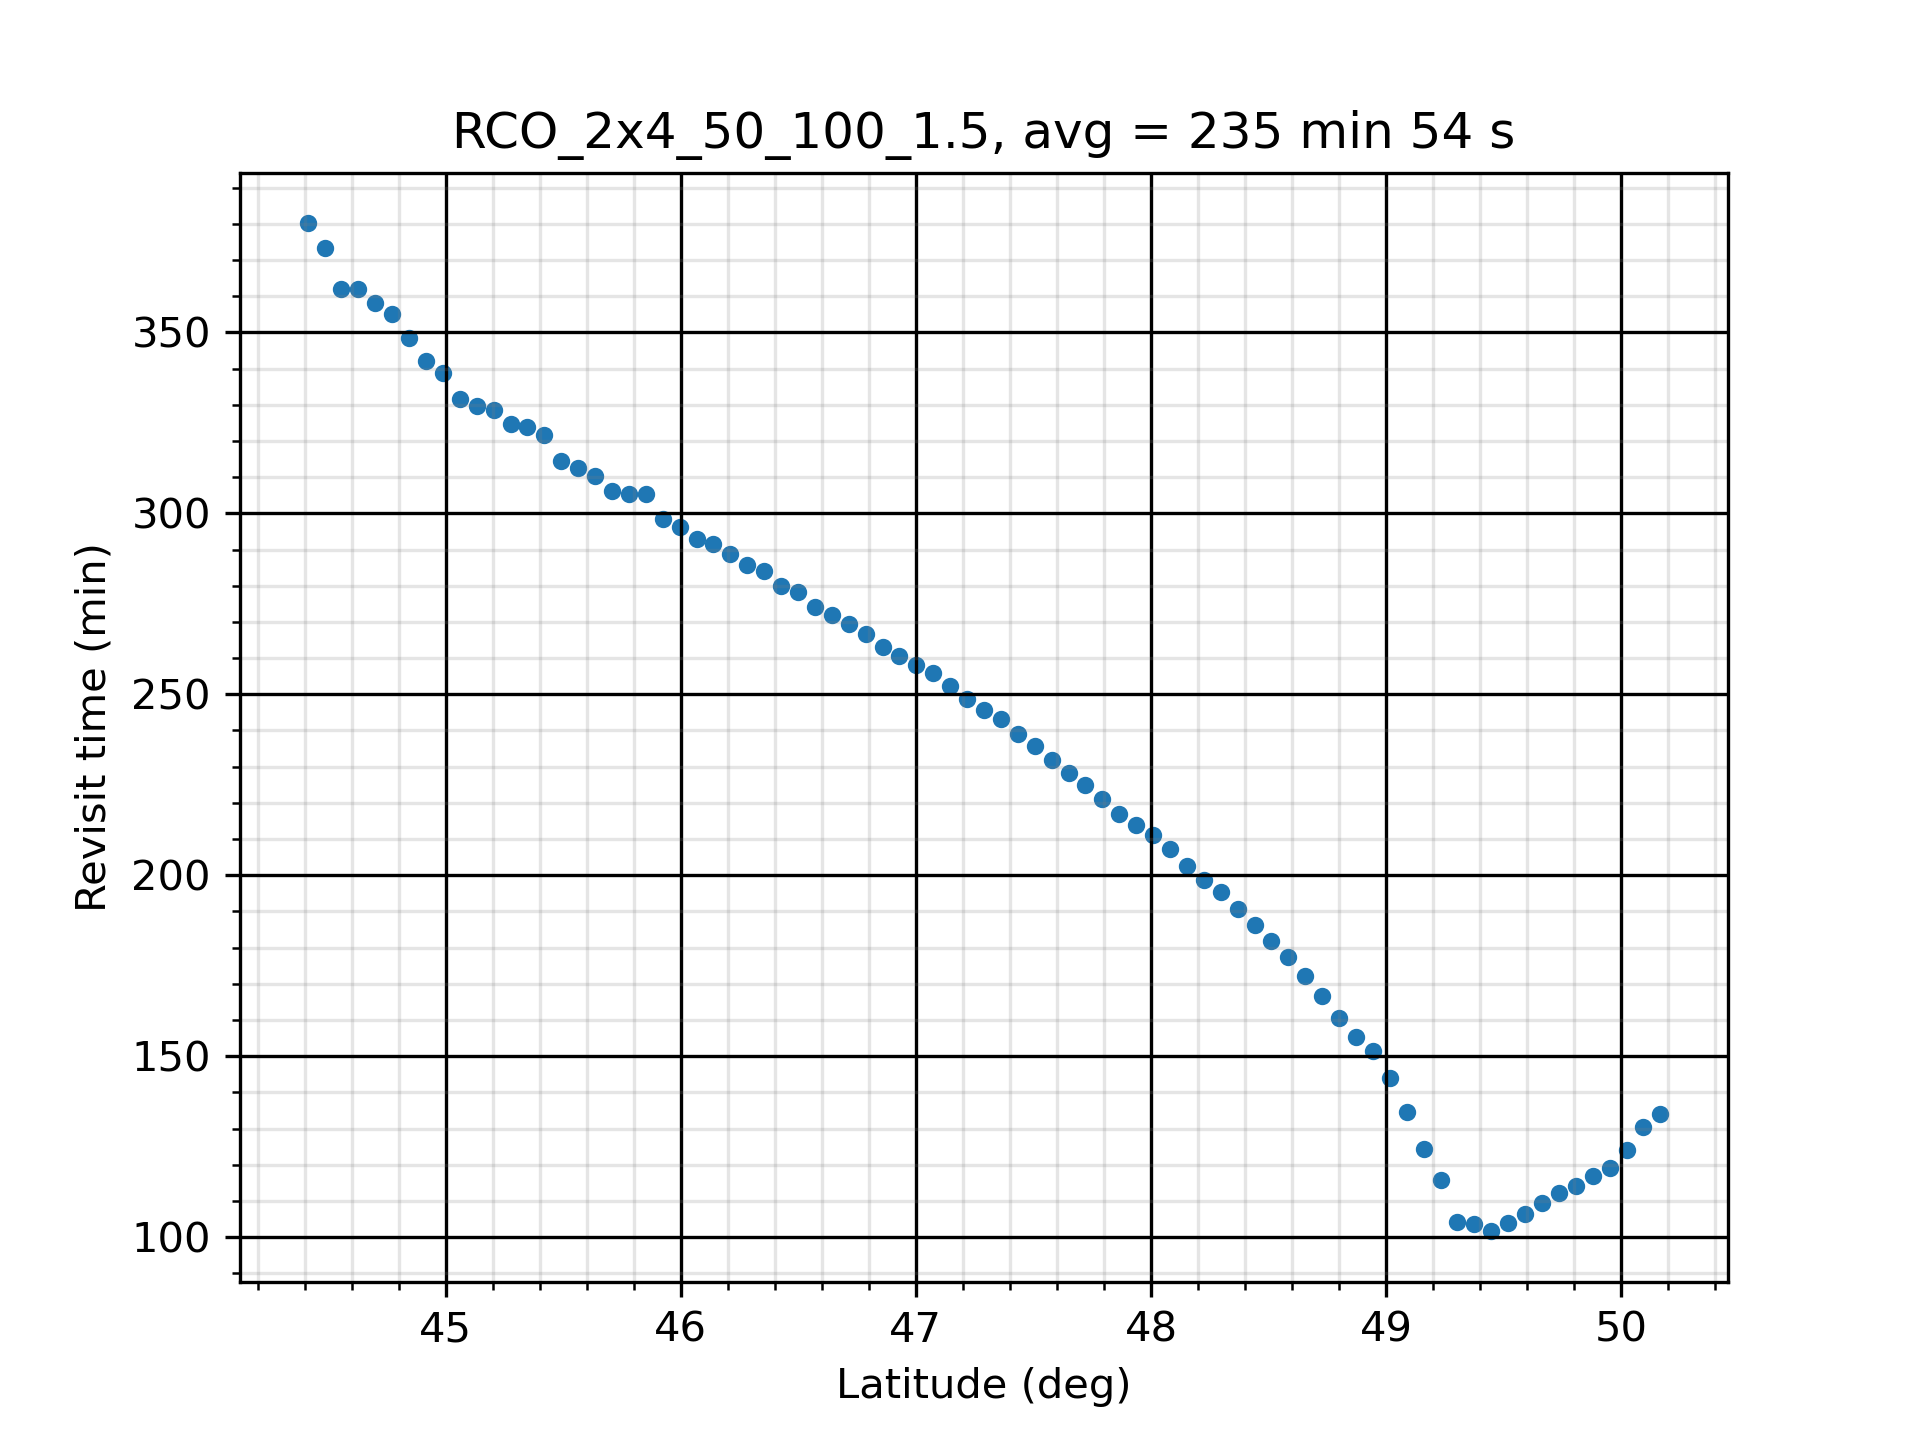 RCO_2x4_50_100_1.5, avg = 235 min 54 s
Revisit time (min)
350
300
250
200
150
100
45 46 47 48 49 50
Latitude (deg)